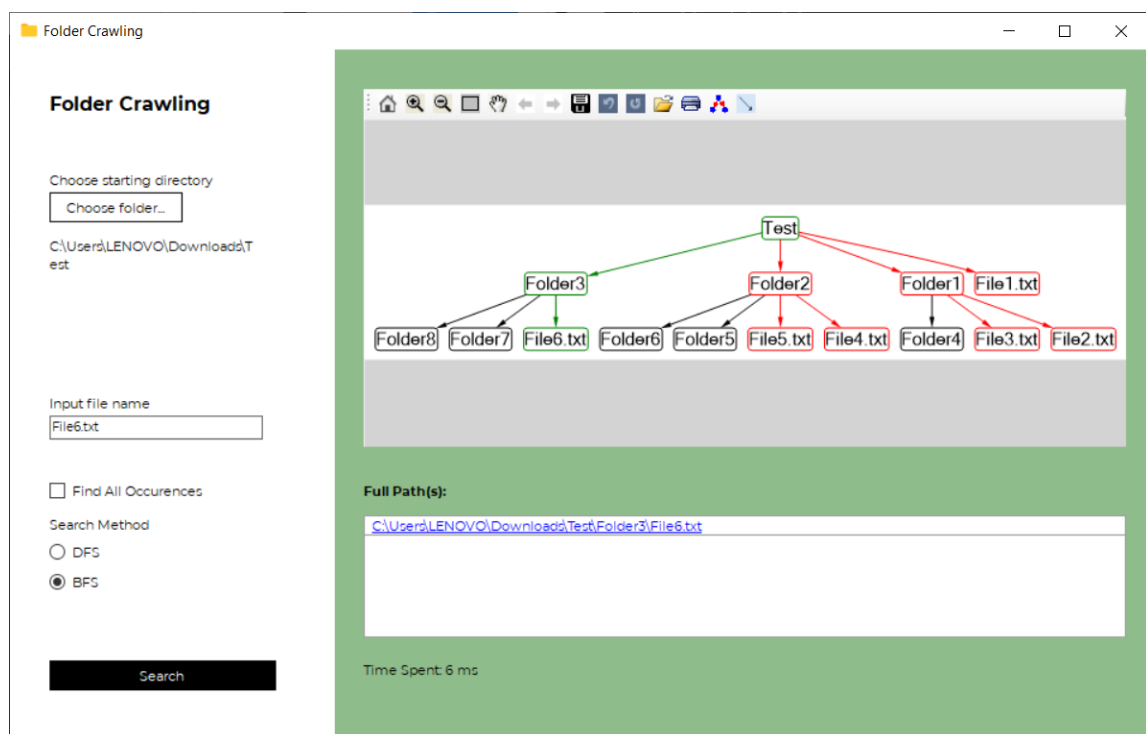 Folder Crawling
Folder Crawling
Choose starting directory
Choose folder...
C:\Users\LENOVO\Downloads\T
est
Input file name
File6.txt
Find All Occurences
Search Method
DFS
BFS
Search
Test
Folder3 Folder2 Folder1 File1.txt
Folder8 Folder7 File6.txt Folder6 Folder5 File5.txt File4.txt Folder4 File3.txt File2.txt
Full Path(s):
C:\Users\LENOVO\Downloads\Test\Folder3\File6.txt
Time Spent: 6 ms